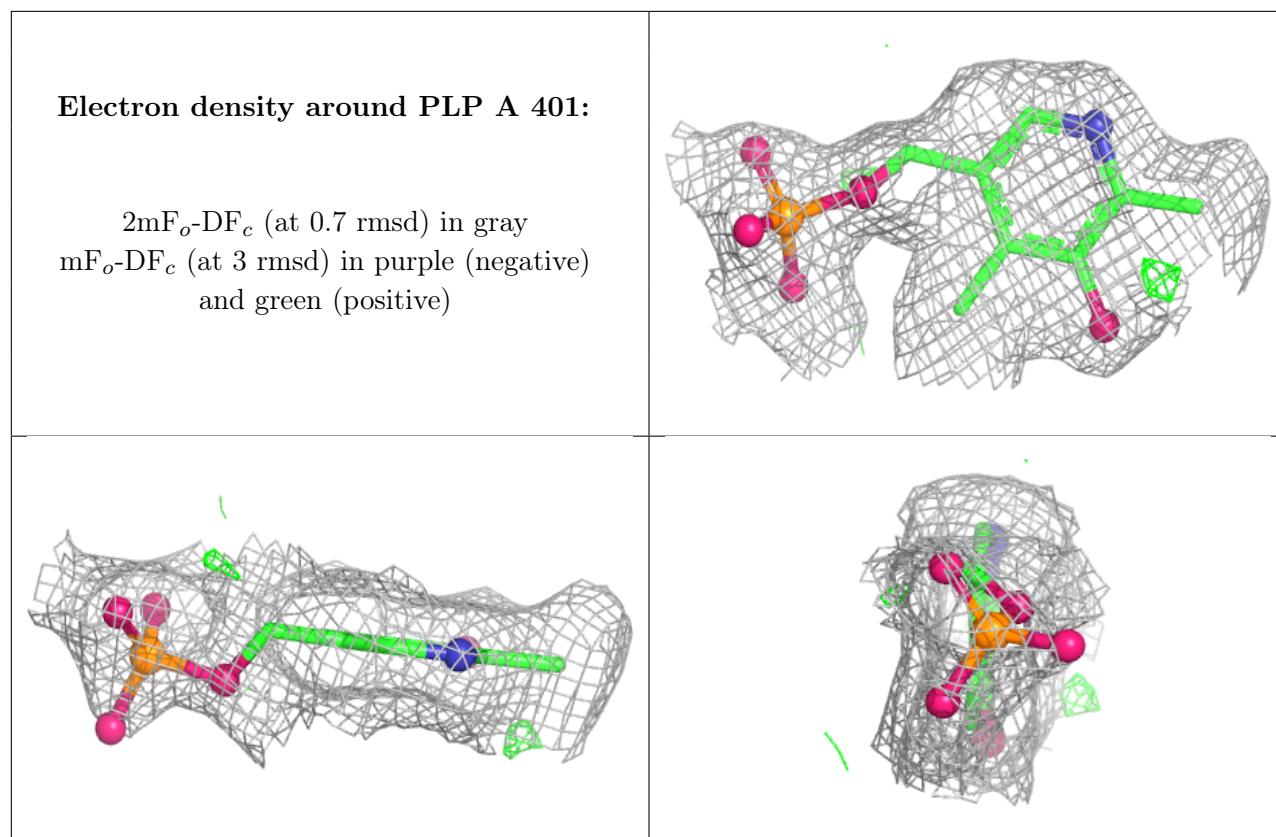 Electron density around PLP A 401:
2mFo-DFc (at 0.7 rmsd) in gray
mFo-DFc (at 3 rmsd) in purple (negative)
and green (positive)